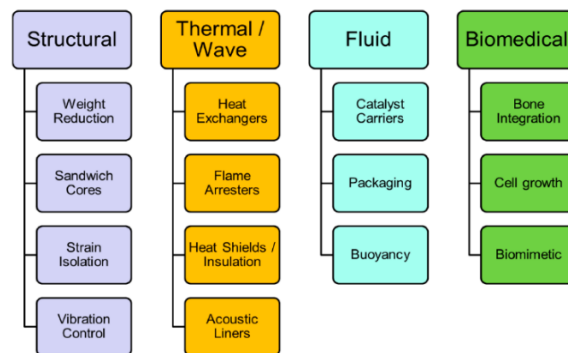 Structural
Weight
Reduction
Sandwich
Cores
Strain
Isolation
Vibration
Control
Thermal /
Wave
Heat
Exchangers
Flame
Arresters
Heat Shields /
Insulation
Acoustic
Liners
Fluid
Catalyst
Carriers
Packaging
Buoyancy
Biomedical
Bone
Integration
Cell growth
Biomimetic